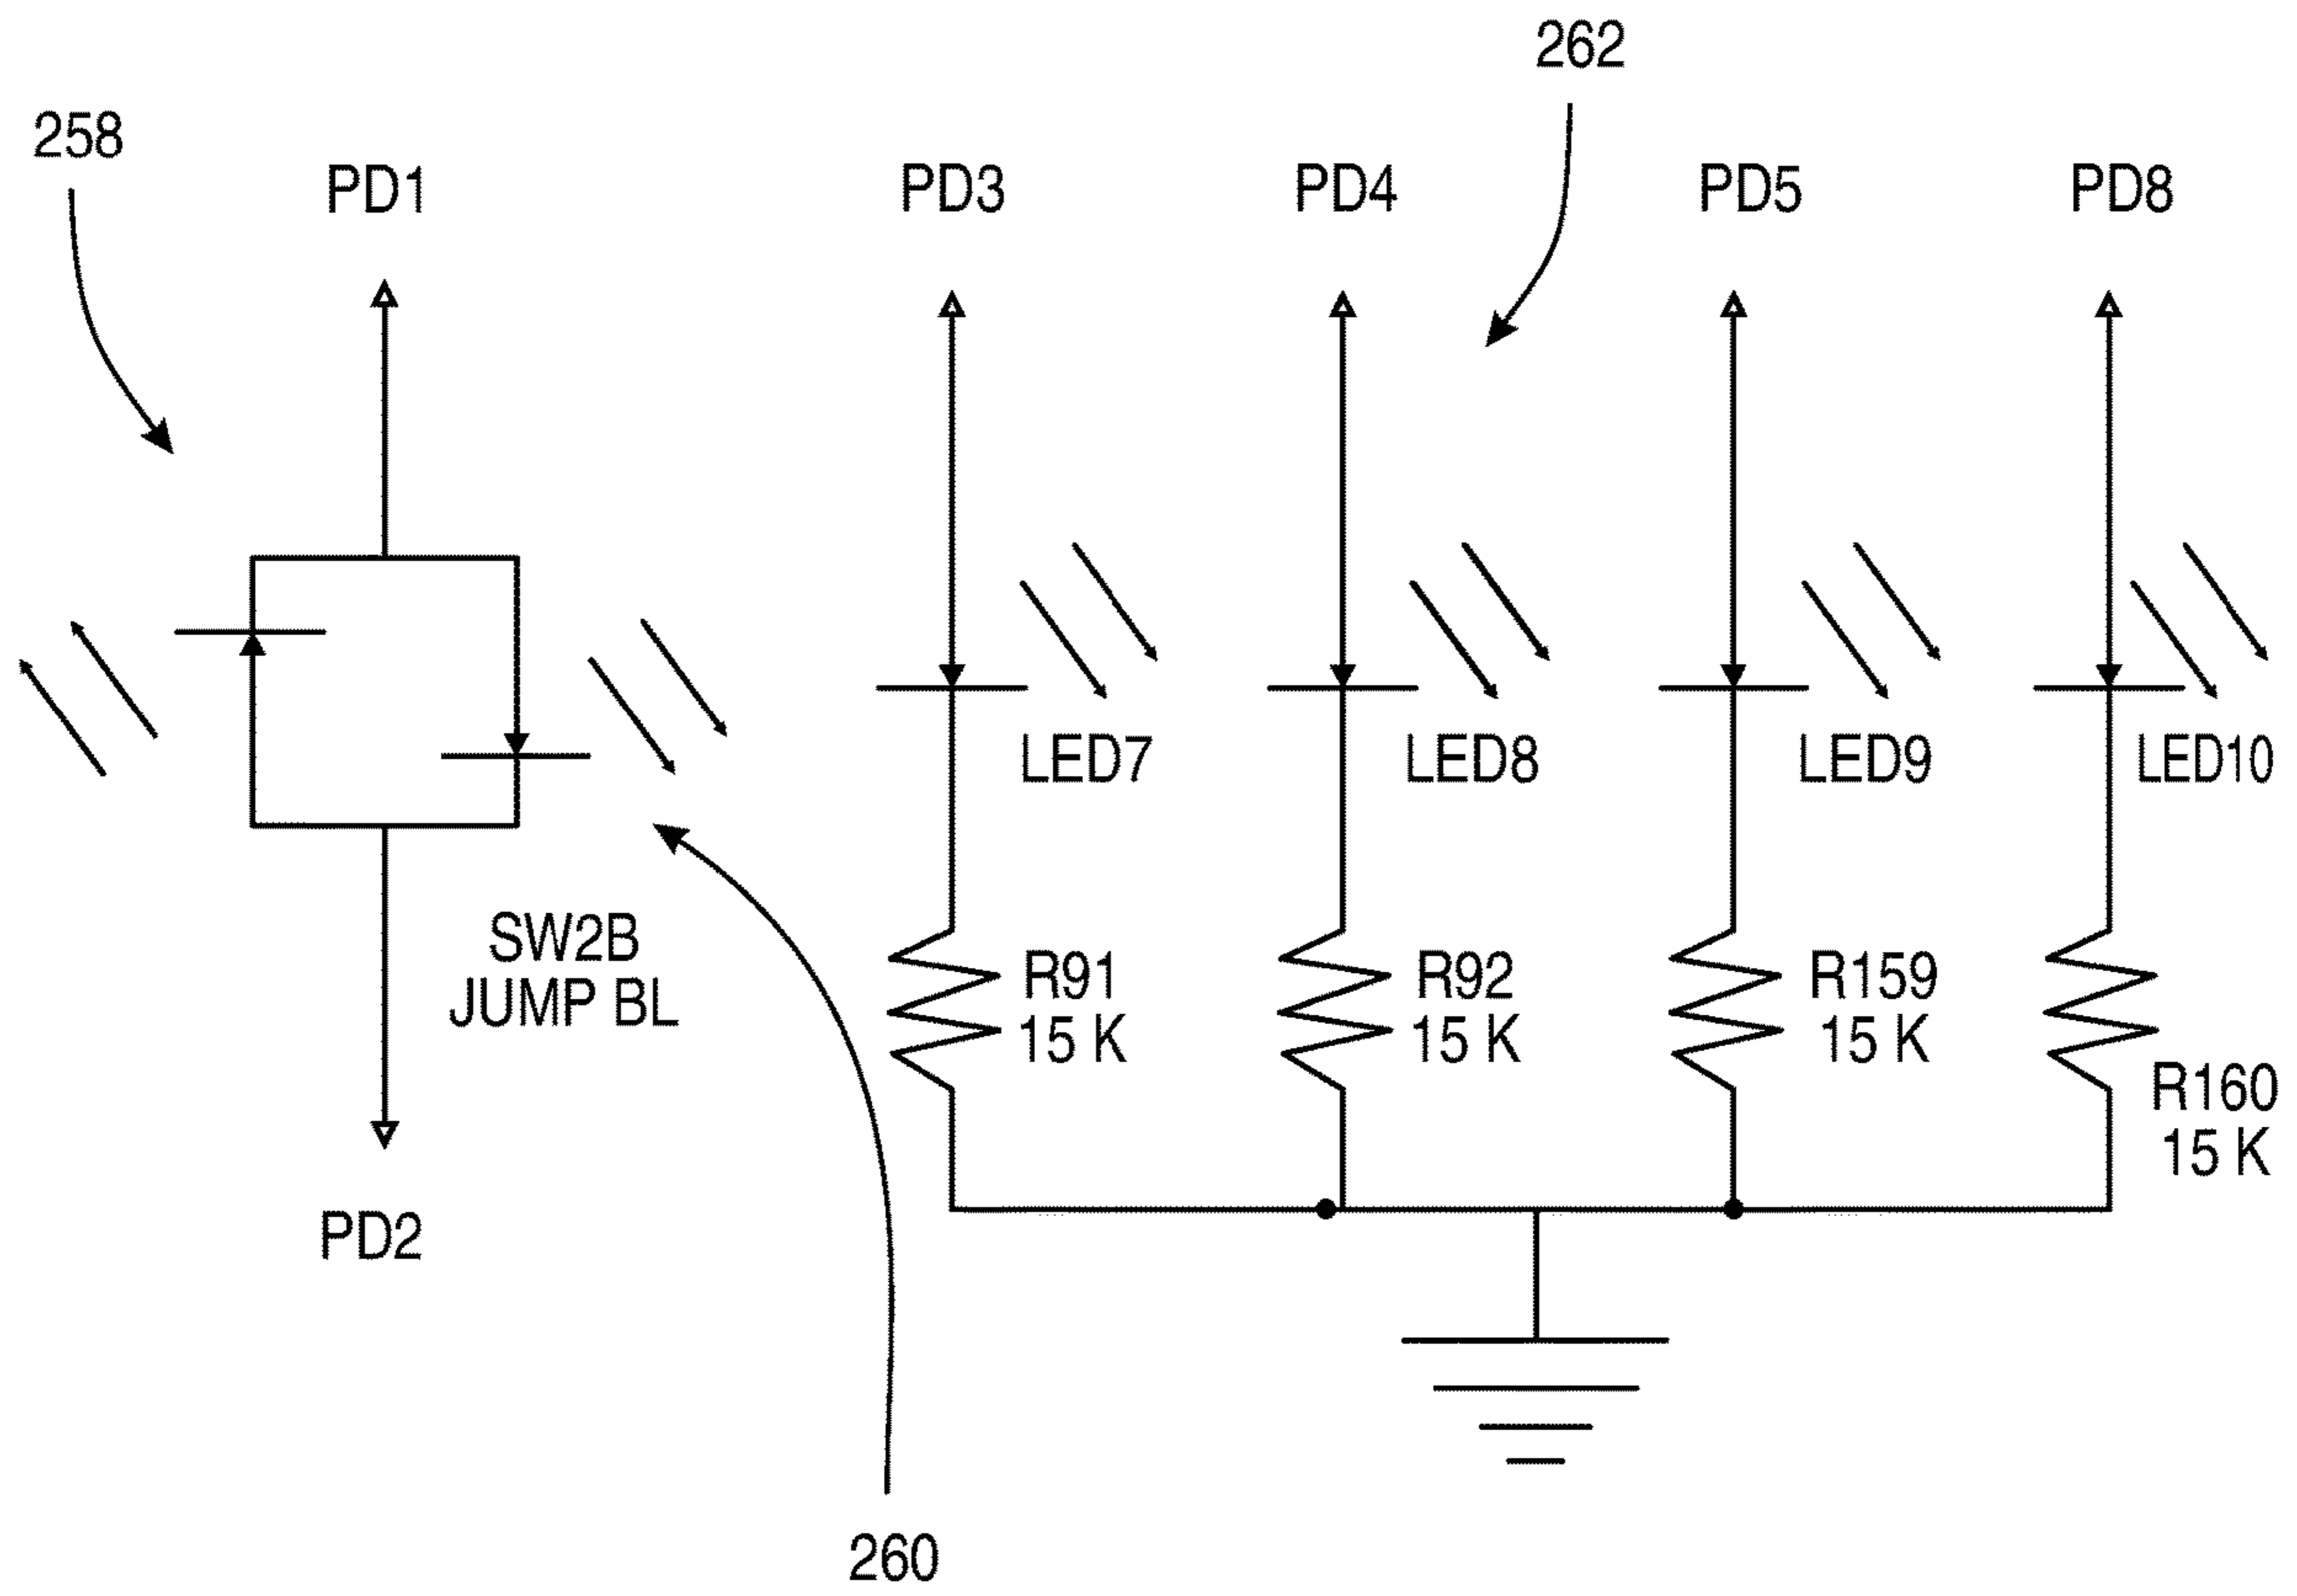 262
258
PD1
PD3
PD4
PD5
PD8
LED7
LED8
LED9
LED10
SW2B
JUMP BL
R91
15 K
R92
15 K
R159
15 K
R160
15 K
PD2
260